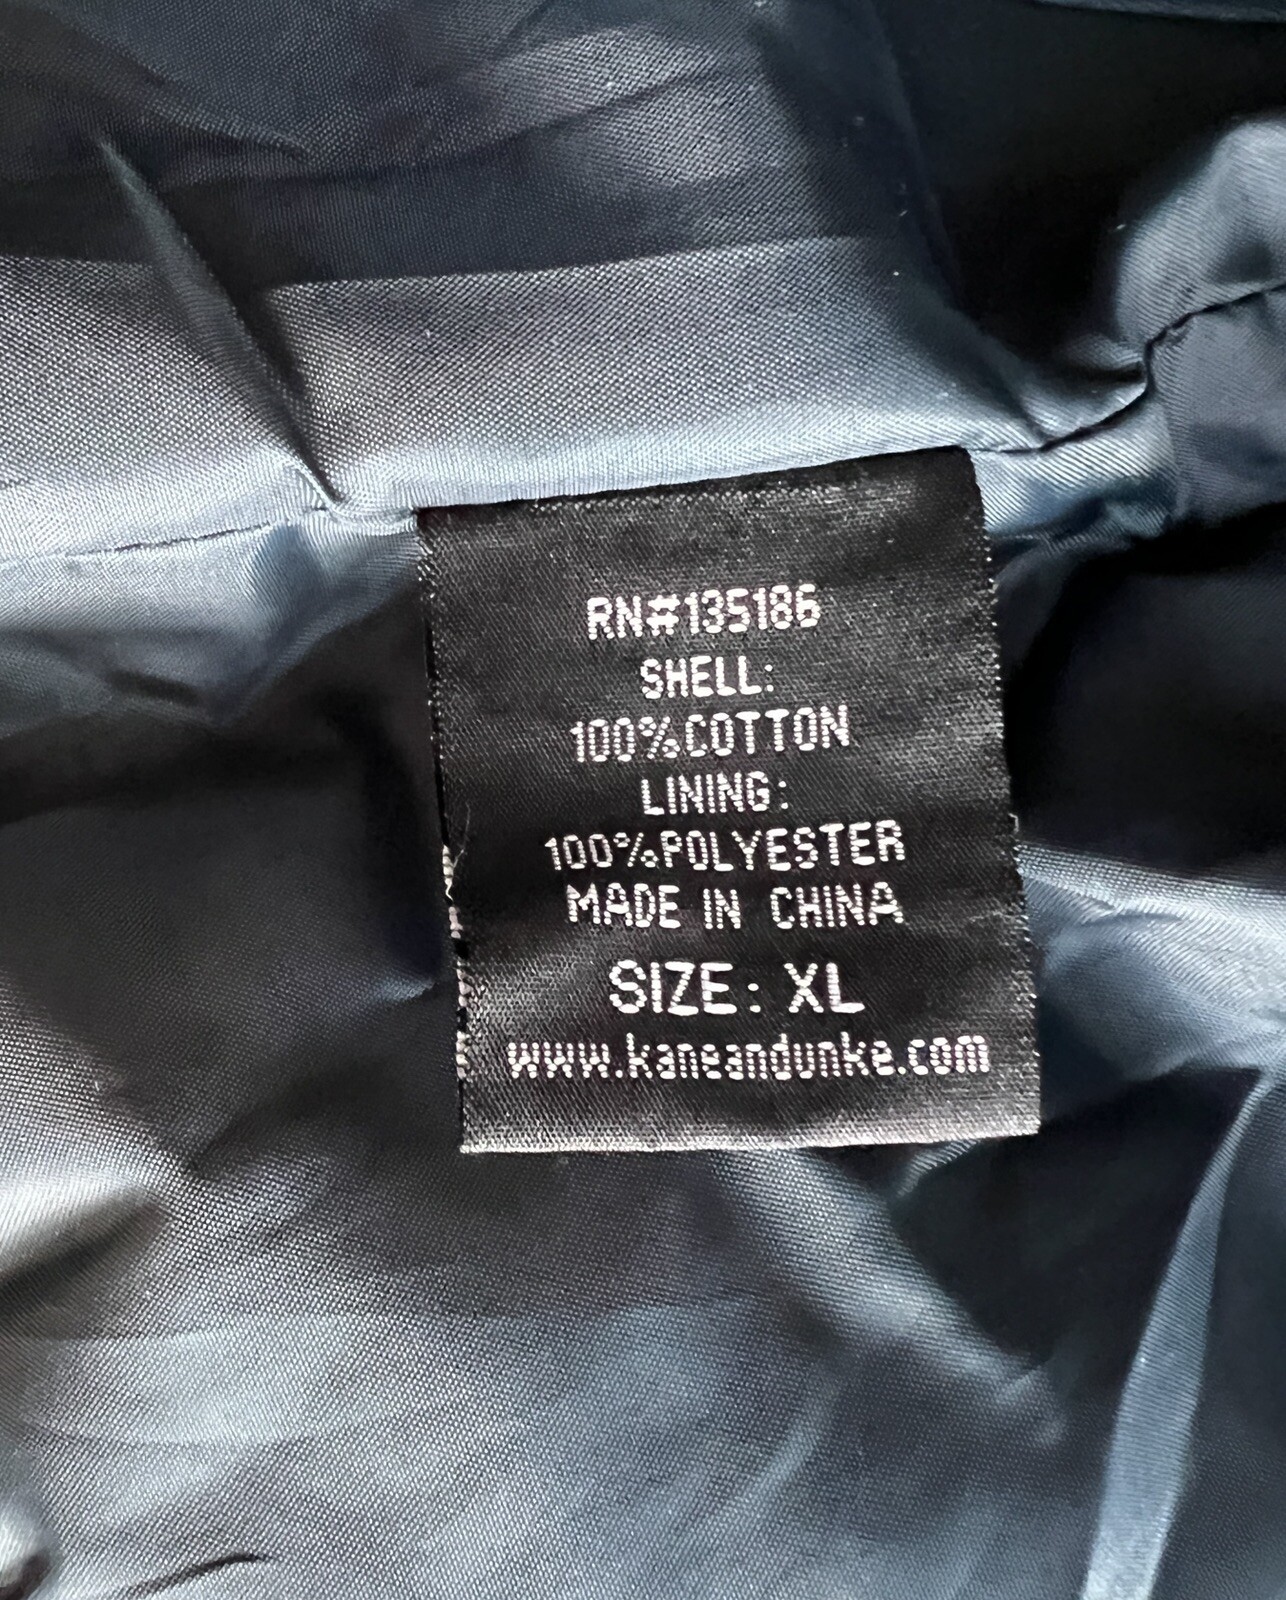 RN#135186
SHELL:
100%COTTON
LINING:
100%POLYESTER
MADE IN CHINA
SIZE: XL
www.kaneandunke.com